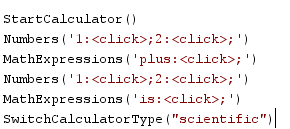 StartCalculator()
Numbers('1:<click>;2:<click>;')
MathExpressions('plus:<click>;')
Numbers('1:<click>;2:<click>;')
MathExpressions('is:<click>;')
SwitchCalculatorType("scientific")